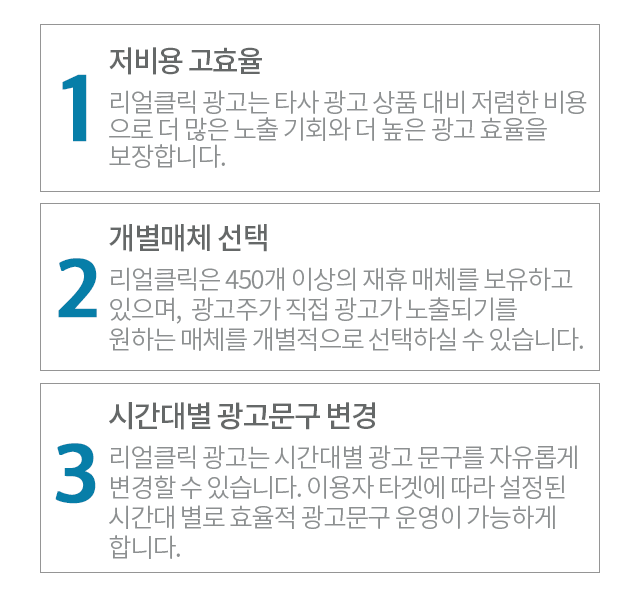 1
저비용 고효율
리얼클릭 광고는 타사 광고 상품 대비 저렴한 비용
으로 더 많은 노출 기회와 더 높은 광고 효율을
보장합니다.
2
개별매체 선택
리얼클릭은 450개 이상의 재휴 매체를 보유하고
있으며, 광고주가 직접 광고가 노출되기를
원하는 매체를 개별적으로 선택하실 수 있습니다.
3
시간대별 광고문구 변경
리얼클릭 광고는 시간대별 광고 문구를 자유롭게
변경할 수 있습니다. 이용자 타겟에 따라 설정된
시간대 별로 효율적 광고문구 운영이 가능하게
합니다.